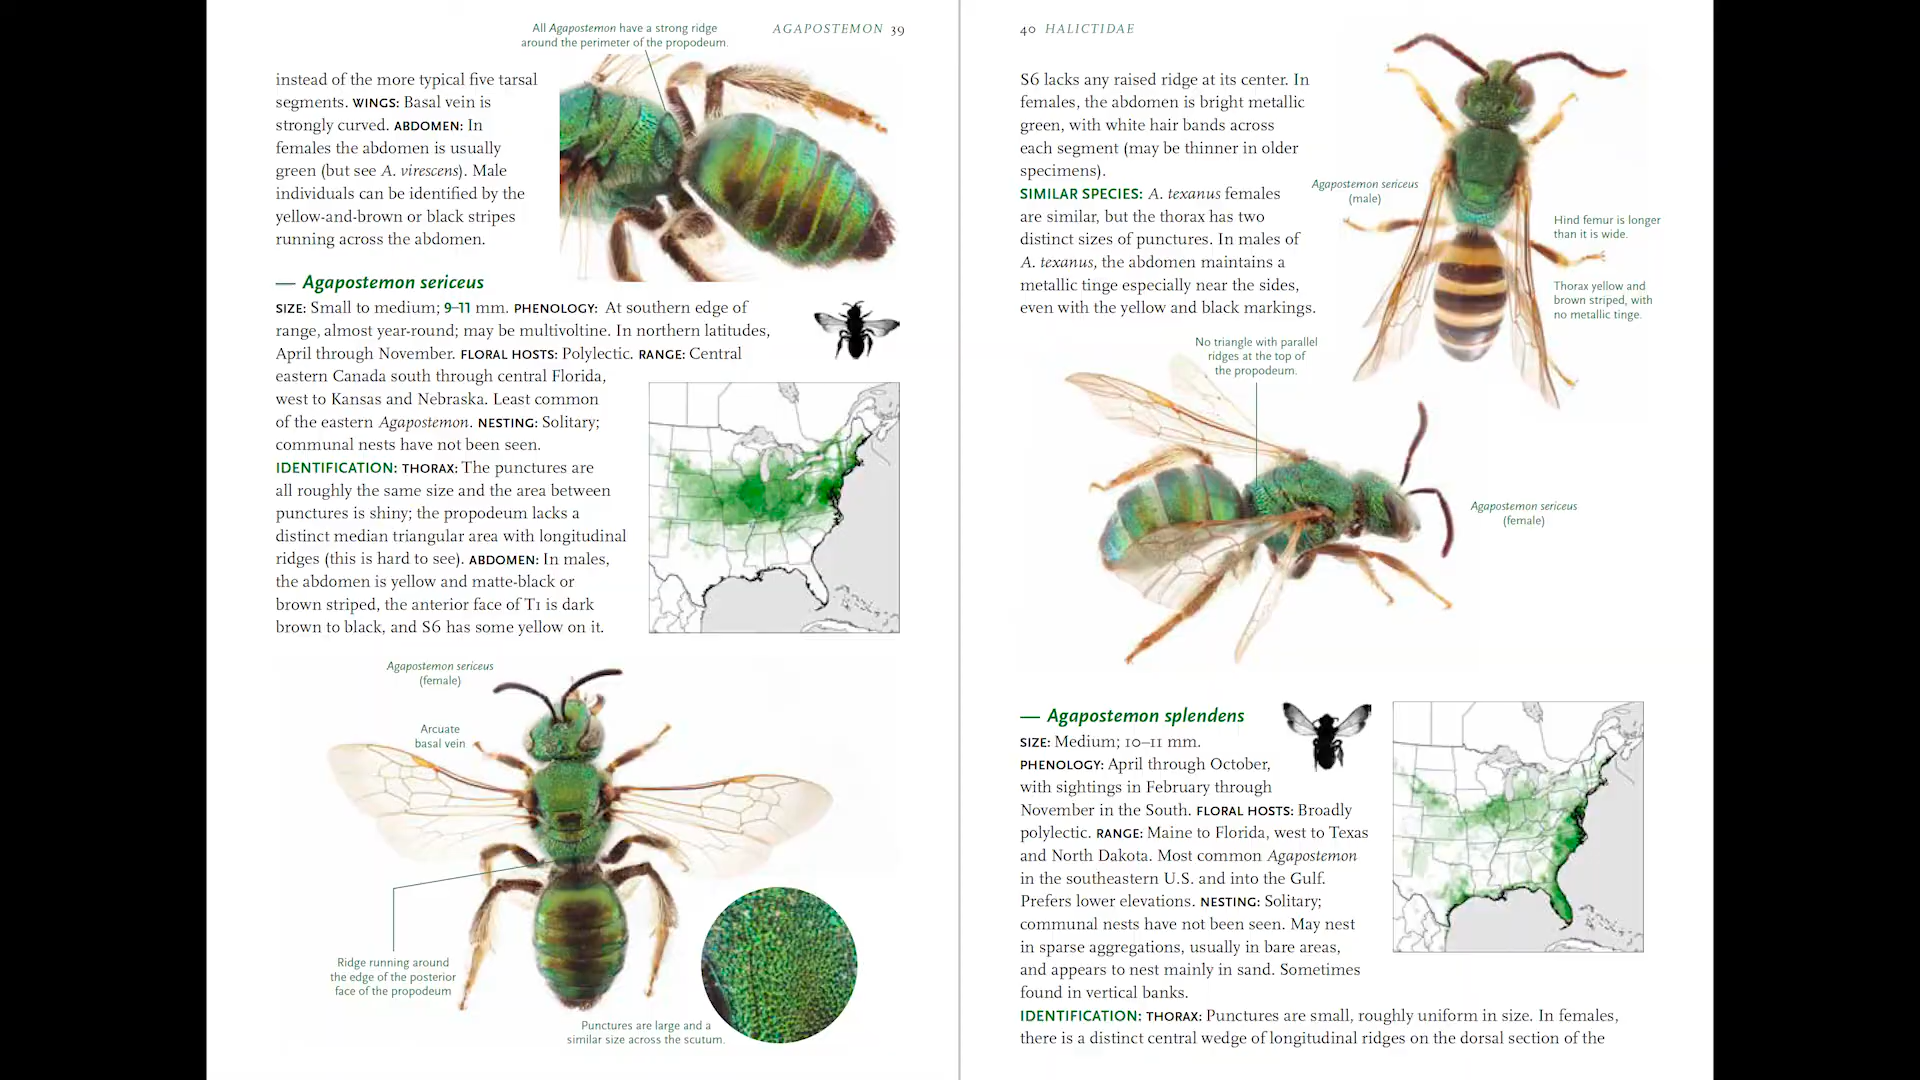 All Agapostemon have a strong ridge
around the perimeter of the propodeum.
AGAPOSTEMON 39
instead of the more typical five tarsal
segments. WINGS: Basal vein is
strongly curved. ABDOMEN: In
females the abdomen is usually
green (but see A. virescens). Male
individuals can be identified by the
yellow-and-brown or black stripes
running across the abdomen.
— Agapostemon sericeus
SIZE: Small to medium; 9–11 mm. PHENOLOGY: At southern edge of
range, almost year-round; may be multivoltine. In northern latitudes,
April through November. FLORAL HOSTS: Polylectic. RANGE: Central
eastern Canada south through central Florida,
west to Kansas and Nebraska. Least common
of the eastern Agapostemon. NESTING: Solitary;
communal nests have not been seen.
IDENTIFICATION: THORAX: The punctures are
all roughly the same size and the area between
punctures is shiny; the propodeum lacks a
distinct median triangular area with longitudinal
ridges (this is hard to see). ABDOMEN: In males,
the abdomen is yellow and matte-black or
brown striped, the anterior face of T1 is dark
brown to black, and S6 has some yellow on it.
Agapostemon sericeus
(female)
Arcuate
basal vein
Ridge running around
the edge of the posterior
face of the propodeum
Punctures are large and a
similar size across the scutum.
40 HALICTIDAE
S6 lacks any raised ridge at its center. In
females, the abdomen is bright metallic
green, with white hair bands across
each segment (may be thinner in older
specimens).
SIMILAR SPECIES: A. texanus females
are similar, but the thorax has two
distinct sizes of punctures. In males of
A. texanus, the abdomen maintains a
metallic tinge especially near the sides,
even with the yellow and black markings.
Agapostemon sericeus
(male)
Hind femur is longer
than it is wide.
Thorax yellow and
brown striped, with
no metallic tinge.
No triangle with parallel
ridges at the top of
the propodeum.
Agapostemon sericeus
(female)
— Agapostemon splendens
SIZE: Medium; 10–11 mm.
PHENOLOGY: April through October,
with sightings in February through
November in the South. FLORAL HOSTS: Broadly
polylectic. RANGE: Maine to Florida, west to Texas
and North Dakota. Most common Agapostemon
in the southeastern U.S. and into the Gulf.
Prefers lower elevations. NESTING: Solitary;
communal nests have not been seen. May nest
in sparse aggregations, usually in bare areas,
and appears to nest mainly in sand. Sometimes
found in vertical banks.
IDENTIFICATION: THORAX: Punctures are small, roughly uniform in size. In females,
there is a distinct central wedge of longitudinal ridges on the dorsal section of the